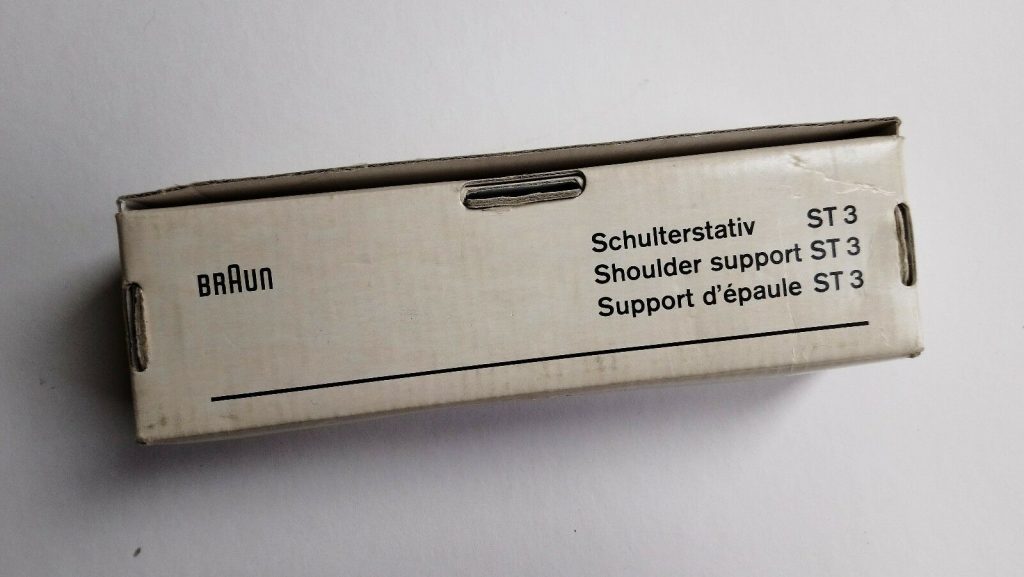 BRAUN
Schulterstativ ST 3
Shoulder support ST 3
Support d'épaule ST 3